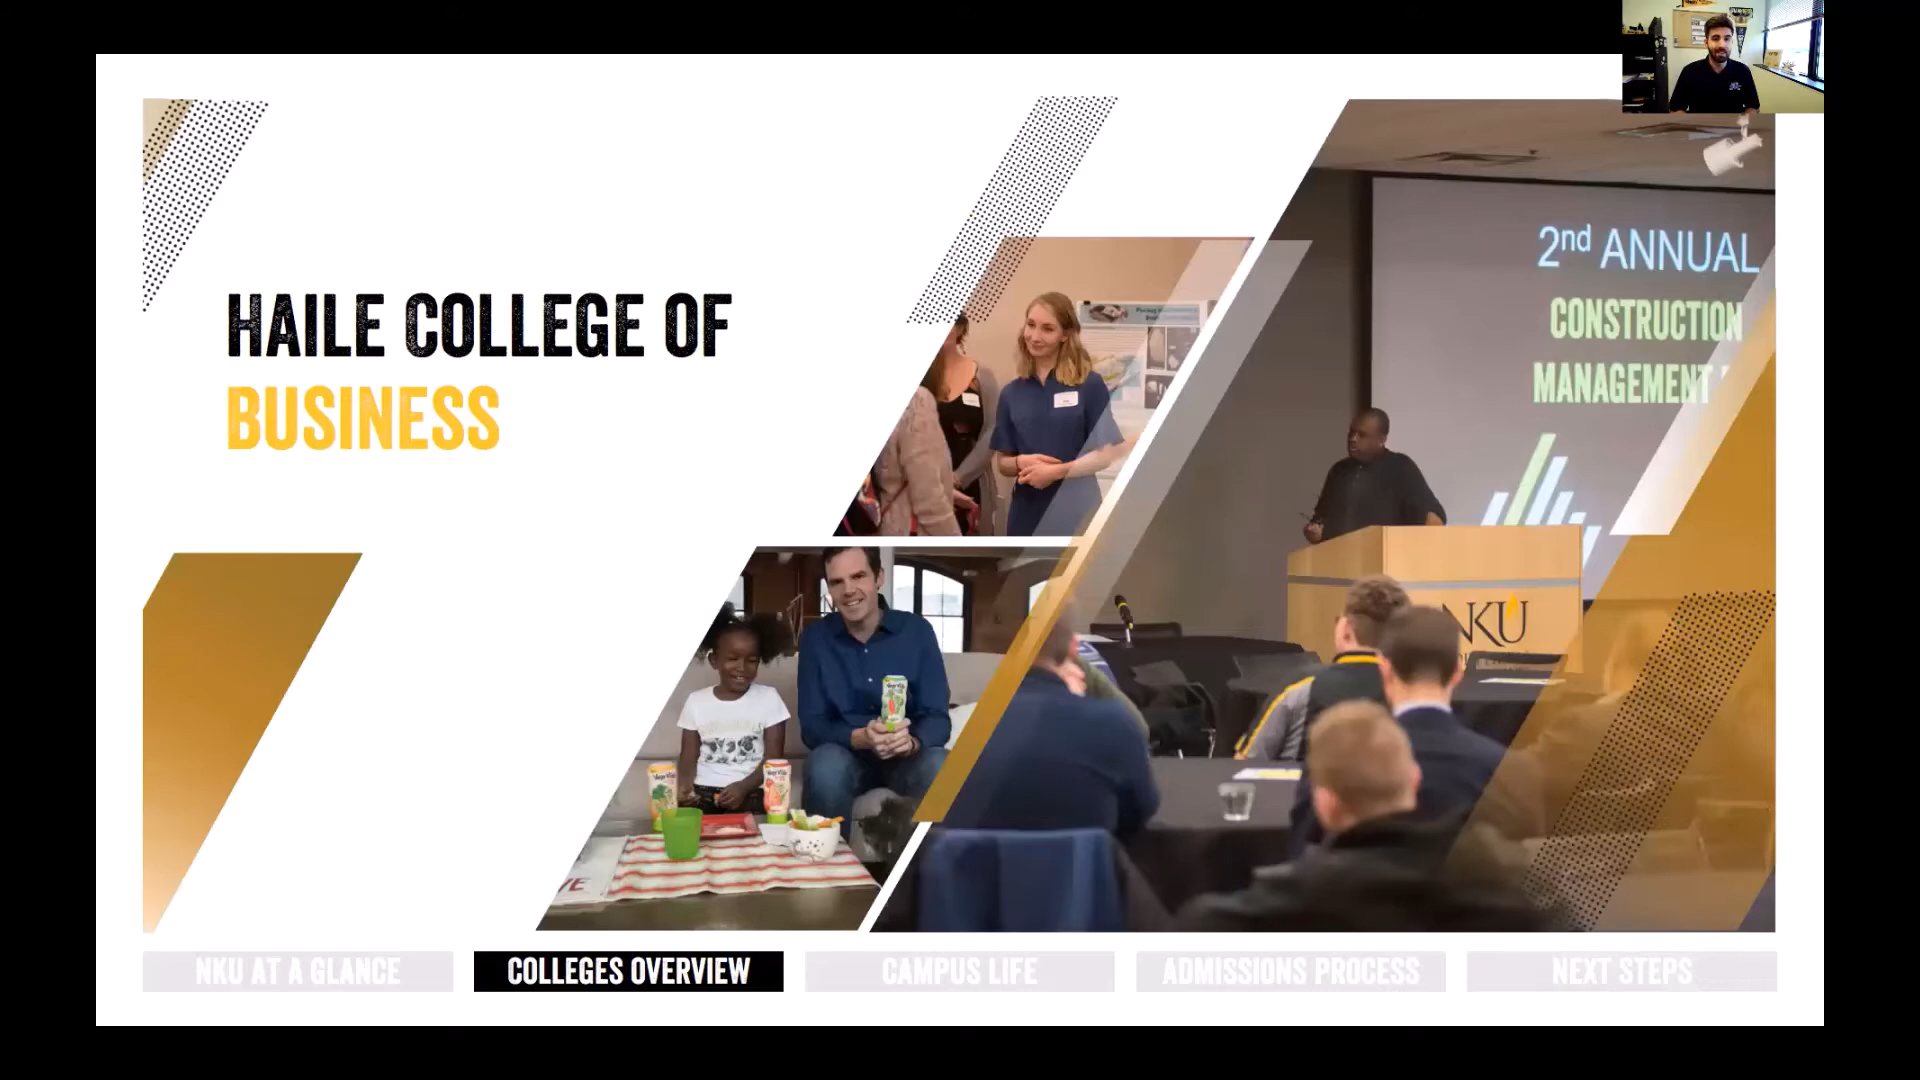 HAILE COLLEGE OF
BUSINESS
2nd ANNUAL
CONSTRUCTION
MANAGEMENT
NKU
NKU AT A GLANCE
COLLEGES OVERVIEW
CAMPUS LIFE
ADMISSIONS PROCESS
NEXT STEPS